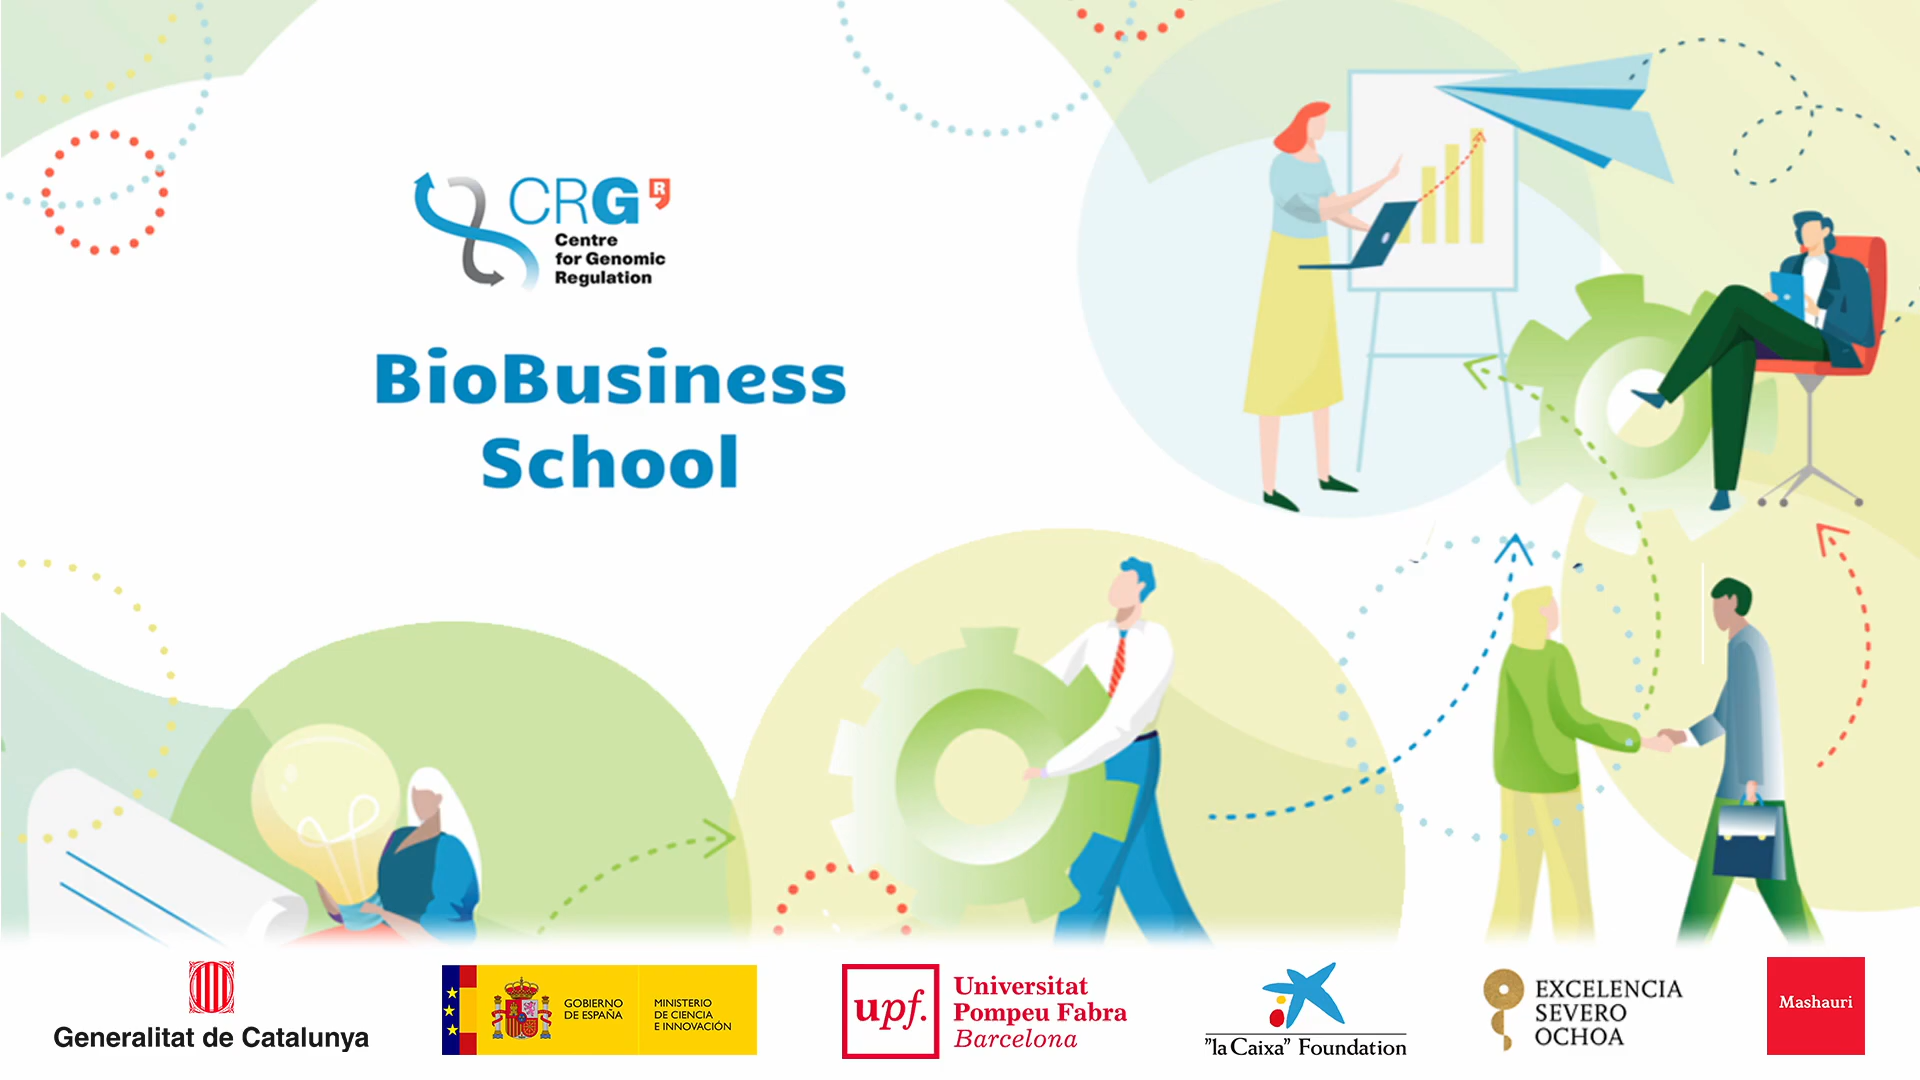 CRG
R
Centre
for Genomic
Regulation
BioBusiness
School
Generalitat de Catalunya
GOBIERNO
DE ESPAÑA
MINISTERIO
DE CIENCIA
E INNOVACIÓN
upf.
Universitat
Pompeu Fabra
Barcelona
"la Caixa" Foundation
EXCELENCIA
SEVERO
OCHOA
Mashauri